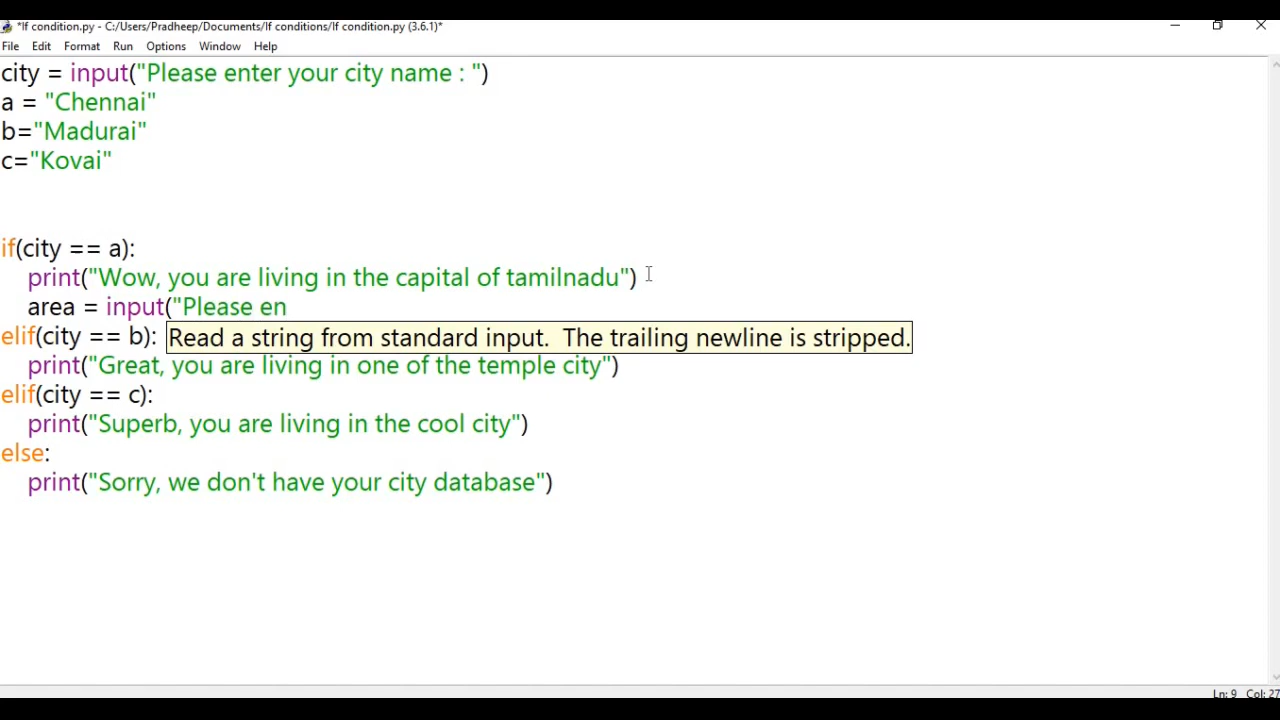 *If condition.py - C:/Users/Pradheep/Documents/If conditions/If condition.py (3.6.1)*
File Edit Format Run Options Window Help
city = input("Please enter your city name : ")
a = "Chennai"
b="Madurai"
c="Kovai"
if(city == a):
    print("Wow, you are living in the capital of tamilnadu")
    area = input("Please en
elif(city == b):
Read a string from standard input.  The trailing newline is stripped.
    print("Great, you are living in one of the temple city")
elif(city == c):
    print("Superb, you are living in the cool city")
else:
    print("Sorry, we don't have your city database")
Ln: 9 Col: 27